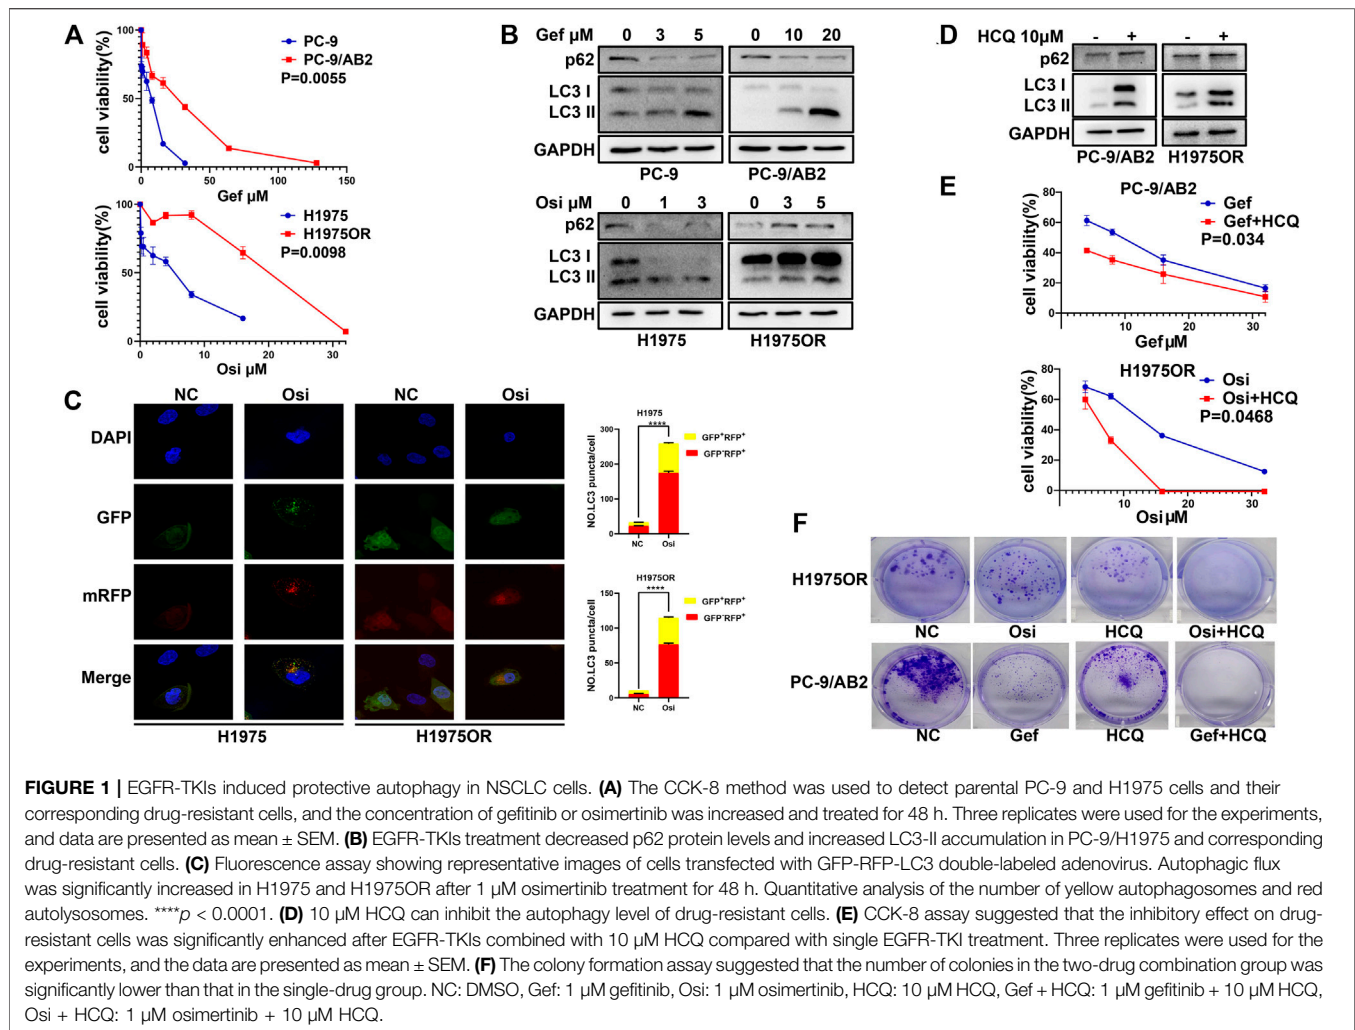 A
cell viability(%)
100
50
0
0
50
100
150
Gef μM
PC-9
PC-9/AB2
P=0.0055
cell viability(%)
100
50
0
0
10
20
30
Osi μM
H1975
H1975OR
P=0.0098
B
Gef μM 0 3 5 0 10 20
p62
LC3 I
LC3 II
GAPDH
PC-9 PC-9/AB2
Osi μM 0 1 3 0 3 5
p62
LC3 I
LC3 II
GAPDH
H1975 H1975OR
C
NC Osi NC Osi
DAPI
GFP
mRFP
Merge
H1975 H1975OR
H1975
****
NO.LC3 puncta/cell
300
200
100
0
NC Osi
GFP⁺RFP⁺
GFP⁻RFP⁺
H1975OR
****
NO.LC3 puncta/cell
150
100
50
0
NC Osi
GFP⁺RFP⁺
GFP⁻RFP⁺
D
HCQ 10μM - + - +
p62
LC3 I
LC3 II
GAPDH
PC-9/AB2 H1975OR
E
PC-9/AB2
cell viability(%)
80
60
40
20
0
10
20
30
Gef μM
Gef
Gef+HCQ
P=0.034
H1975OR
cell viability(%)
80
60
40
20
0
10
20
30
Osi μM
Osi
Osi+HCQ
P=0.0468
F
H1975OR
NC Osi HCQ Osi+HCQ
PC-9/AB2
NC Gef HCQ Gef+HCQ
FIGURE 1 | EGFR-TKIs induced protective autophagy in NSCLC cells. (A) The CCK-8 method was used to detect parental PC-9 and H1975 cells and their
corresponding drug-resistant cells, and the concentration of gefitinib or osimertinib was increased and treated for 48 h. Three replicates were used for the experiments,
and data are presented as mean ± SEM. (B) EGFR-TKIs treatment decreased p62 protein levels and increased LC3-II accumulation in PC-9/H1975 and corresponding
drug-resistant cells. (C) Fluorescence assay showing representative images of cells transfected with GFP-RFP-LC3 double-labeled adenovirus. Autophagic flux
was significantly increased in H1975 and H1975OR after 1 μM osimertinib treatment for 48 h. Quantitative analysis of the number of yellow autophagosomes and red
autolysosomes. ****p < 0.0001. (D) 10 μM HCQ can inhibit the autophagy level of drug-resistant cells. (E) CCK-8 assay suggested that the inhibitory effect on drug-
resistant cells was significantly enhanced after EGFR-TKIs combined with 10 μM HCQ compared with single EGFR-TKI treatment. Three replicates were used for the
experiments, and the data are presented as mean ± SEM. (F) The colony formation assay suggested that the number of colonies in the two-drug combination group was
significantly lower than that in the single-drug group. NC: DMSO, Gef: 1 μM gefitinib, Osi: 1 μM osimertinib, HCQ: 10 μM HCQ, Gef + HCQ: 1 μM gefitinib + 10 μM HCQ,
Osi + HCQ: 1 μM osimertinib + 10 μM HCQ.